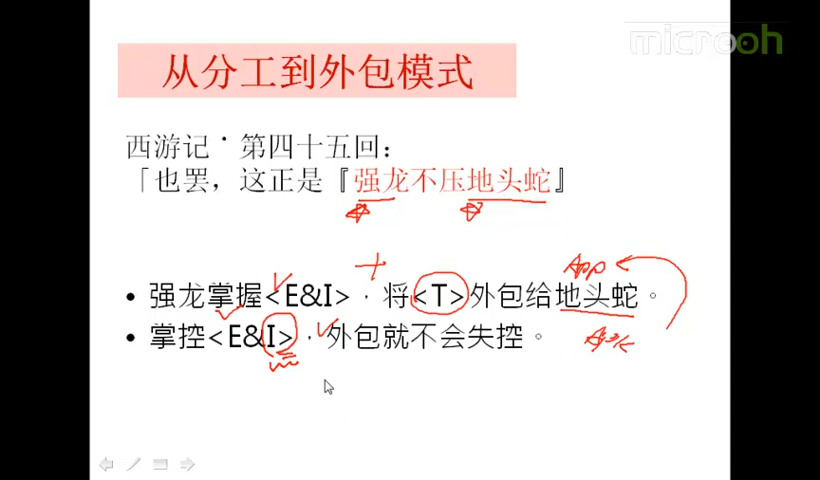 microoh
从分工到外包模式
西游记·第四十五回：
「也罢，这正是『强龙不压地头蛇』
App
• 强龙掌握<E&I>，将<T>外包给地头蛇。
• 掌控<E&I>，外包就不会失控。